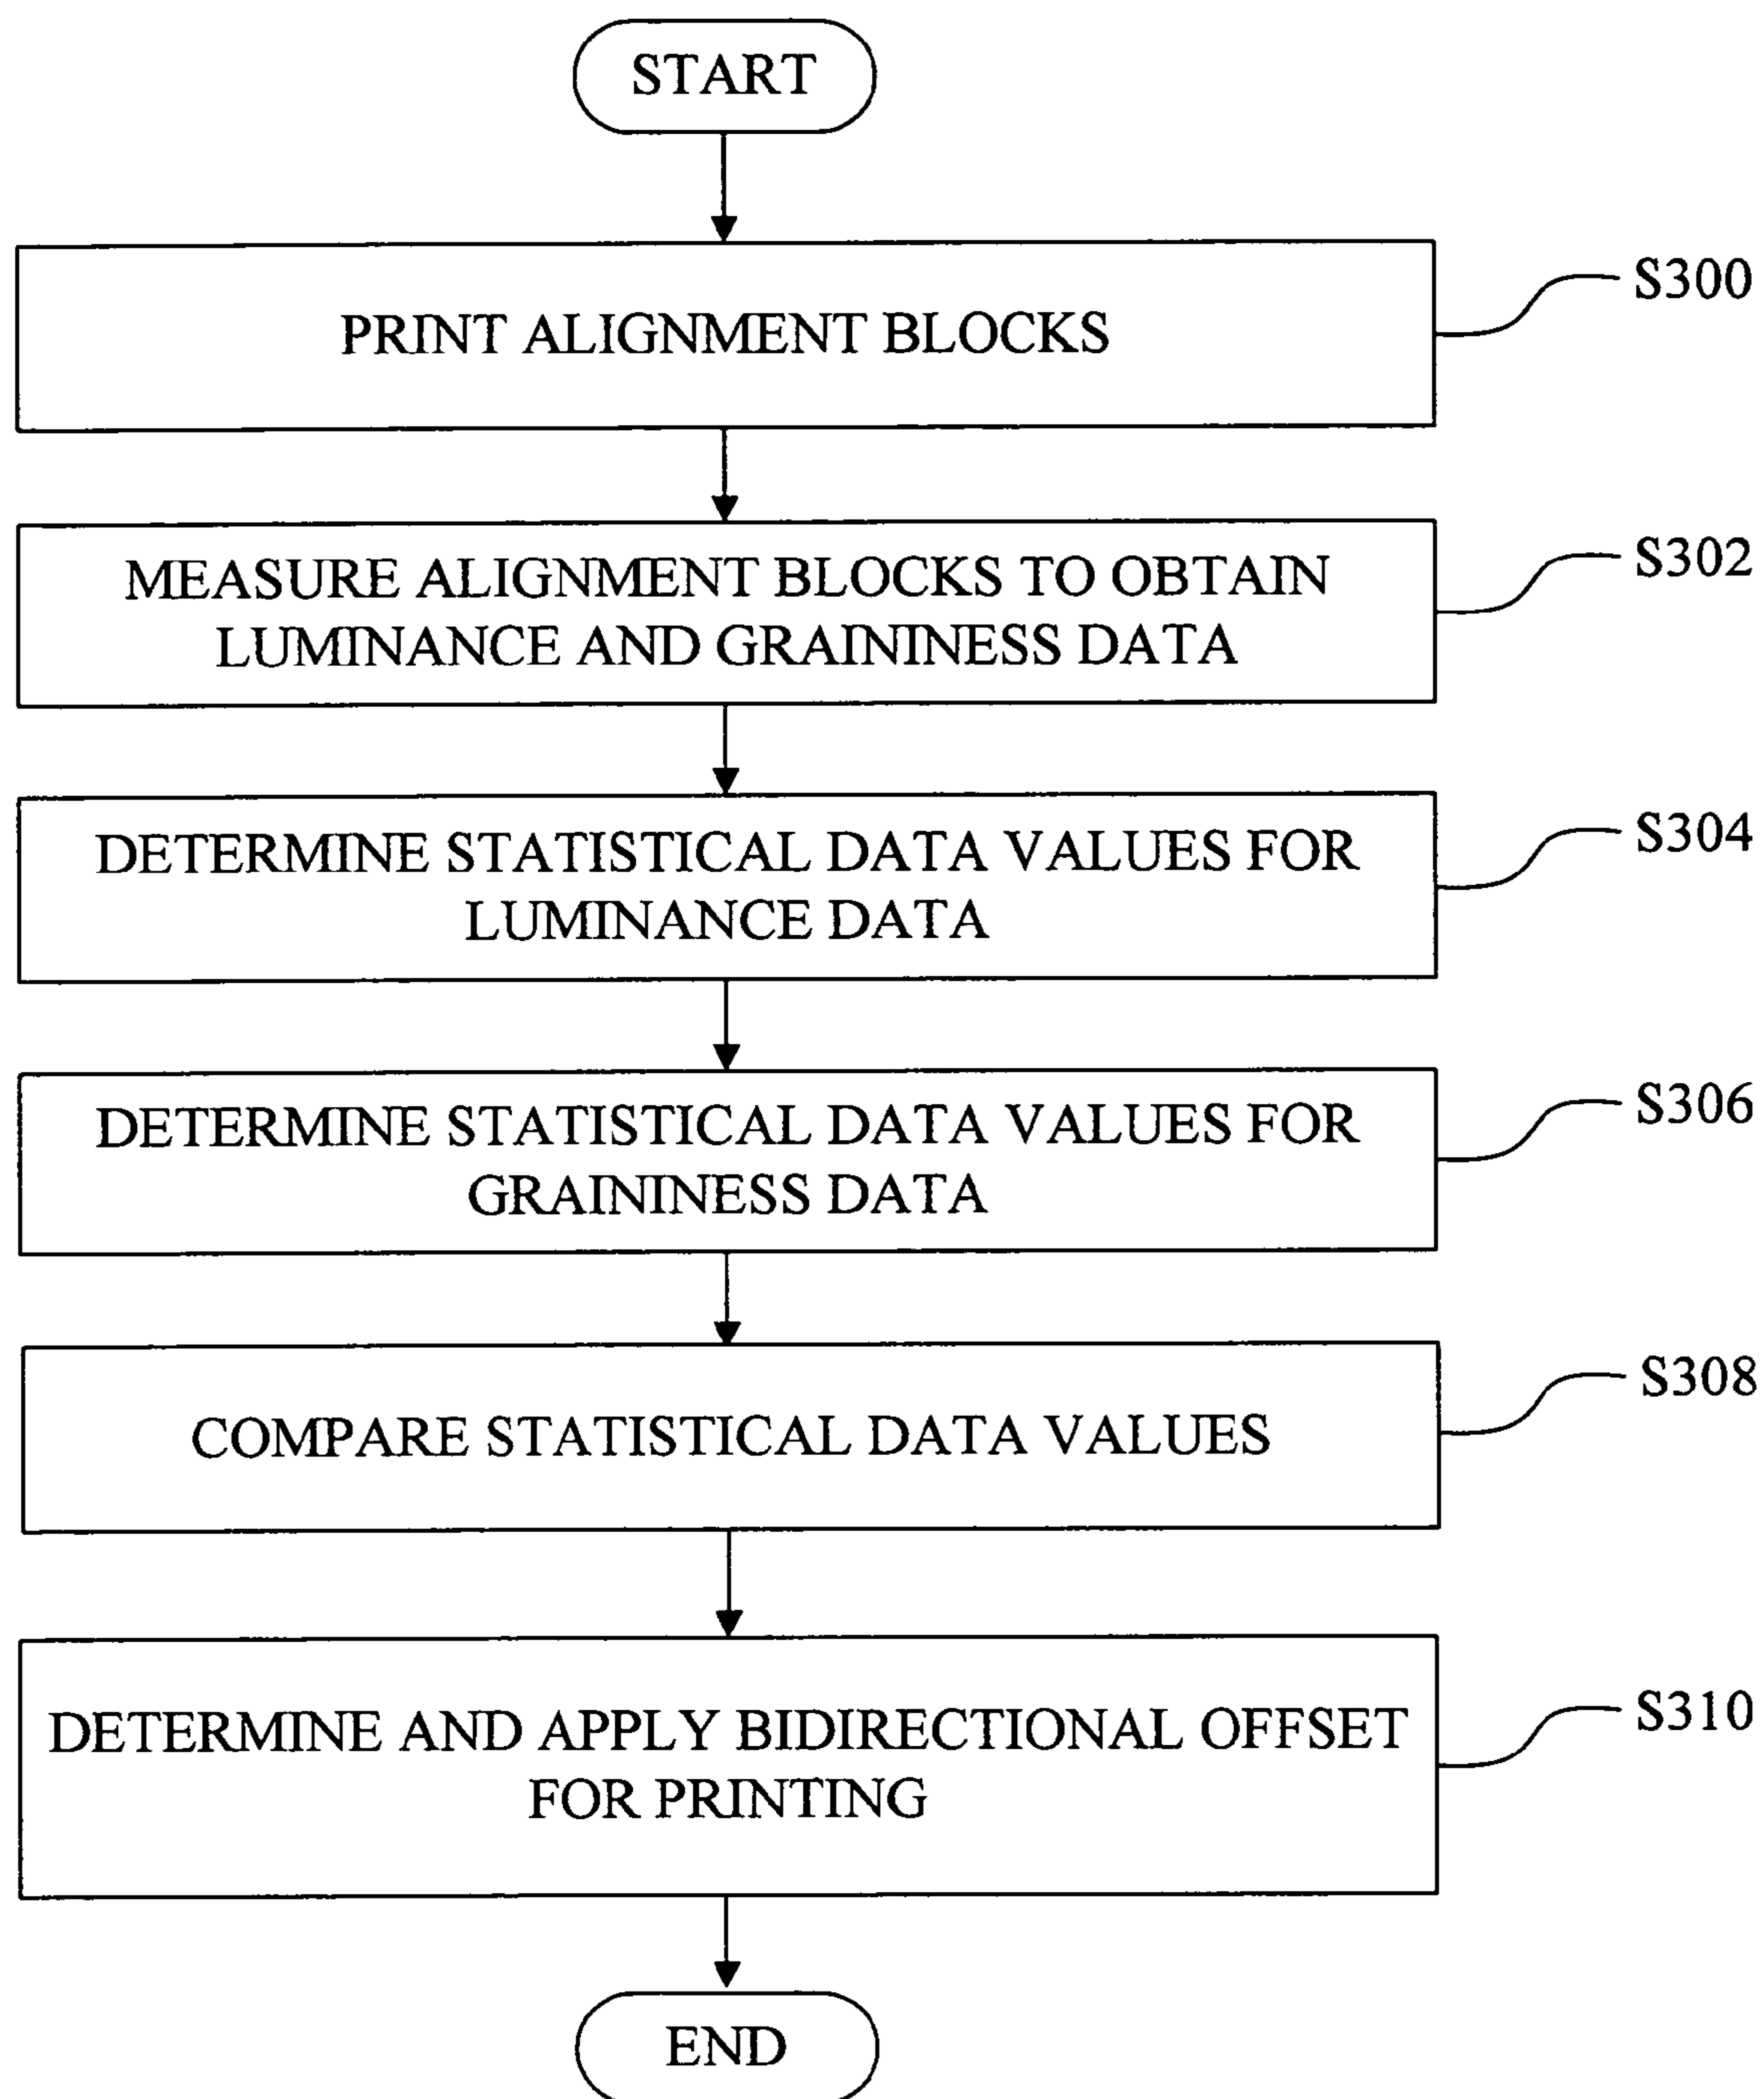 START
PRINT ALIGNMENT BLOCKS
S300
MEASURE ALIGNMENT BLOCKS TO OBTAIN
LUMINANCE AND GRAININESS DATA
S302
DETERMINE STATISTICAL DATA VALUES FOR
LUMINANCE DATA
S304
DETERMINE STATISTICAL DATA VALUES FOR
GRAININESS DATA
S306
COMPARE STATISTICAL DATA VALUES
S308
DETERMINE AND APPLY BIDIRECTIONAL OFFSET
FOR PRINTING
S310
END